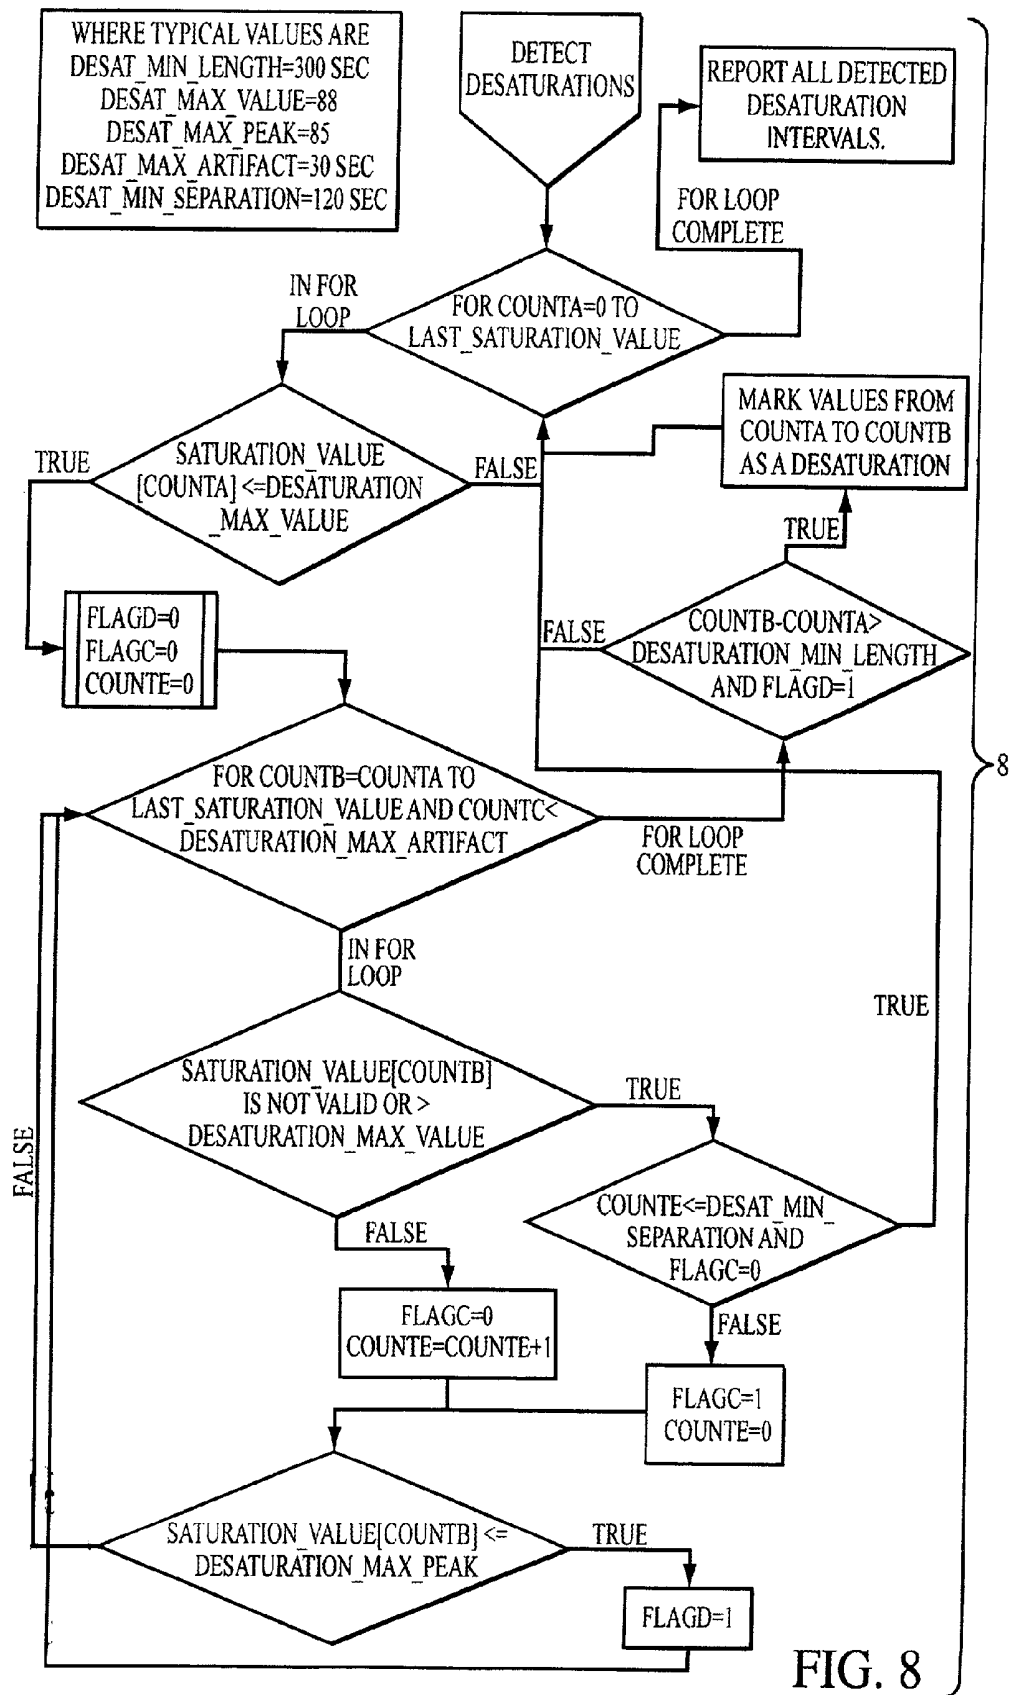 WHERE TYPICAL VALUES ARE
DESAT_MIN_LENGTH=300 SEC
DESAT_MAX_VALUE=88
DESAT_MAX_PEAK=85
DESAT_MAX_ARTIFACT=30 SEC
DESAT_MIN_SEPARATION=120 SEC
DETECT
DESATURATIONS
REPORT ALL DETECTED
DESATURATION
INTERVALS.
FOR LOOP
COMPLETE
IN FOR
LOOP
FOR COUNTA=0 TO
LAST_SATURATION_VALUE
MARK VALUES FROM
COUNTA TO COUNTB
AS A DESATURATION
TRUE
SATURATION_VALUE
[COUNTA] <=DESATURATION
_MAX_VALUE
FALSE
TRUE
FLAGD=0
FLAGC=0
COUNTE=0
FALSE
COUNTB-COUNTA>
DESATURATION_MIN_LENGTH
AND FLAGD=1
FOR COUNTB=COUNTA TO
LAST_SATURATION_VALUE AND COUNTC<
DESATURATION_MAX_ARTIFACT
FOR LOOP
COMPLETE
8
IN FOR
LOOP
TRUE
SATURATION_VALUE[COUNTB]
IS NOT VALID OR >
DESATURATION_MAX_VALUE
TRUE
FALSE
COUNTE<=DESAT_MIN_
SEPARATION AND
FLAGC=0
FALSE
FLAGC=0
COUNTE=COUNTE+1
FALSE
FLAGC=1
COUNTE=0
SATURATION_VALUE[COUNTB] <=
DESATURATION_MAX_PEAK
TRUE
FLAGD=1
FIG. 8